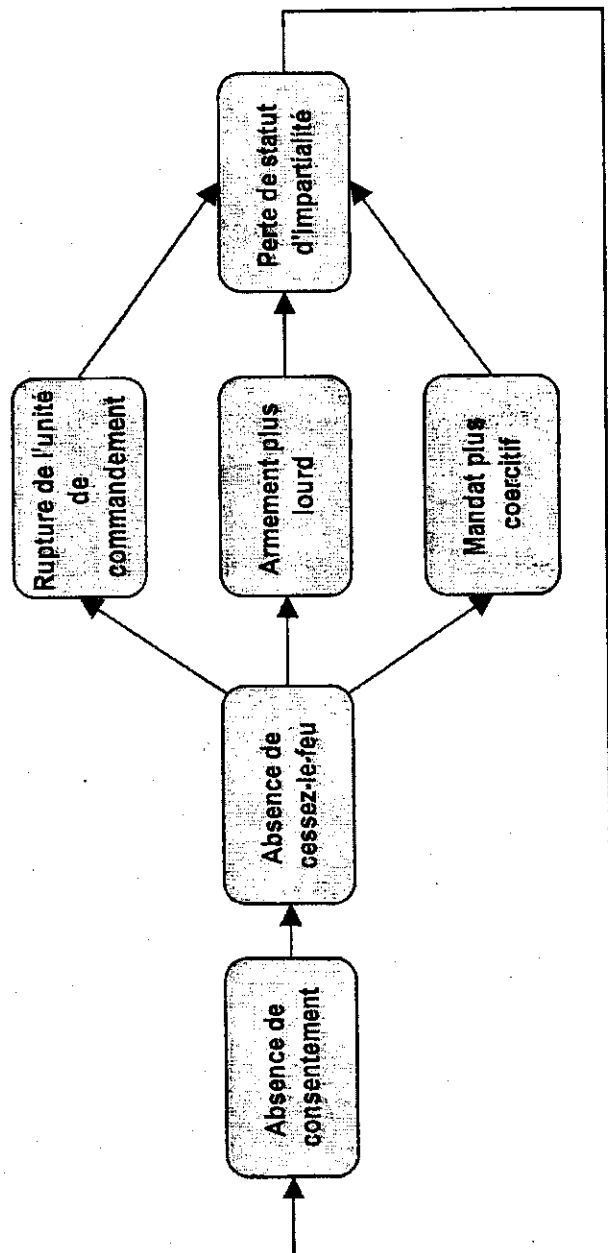 Absence de
consentement
Absence de
cessez-le-feu
Rupture de l'unité
de
commandement
Armement plus
lourd
Mandat plus
coercitif
Perte de statut
d'impartialité